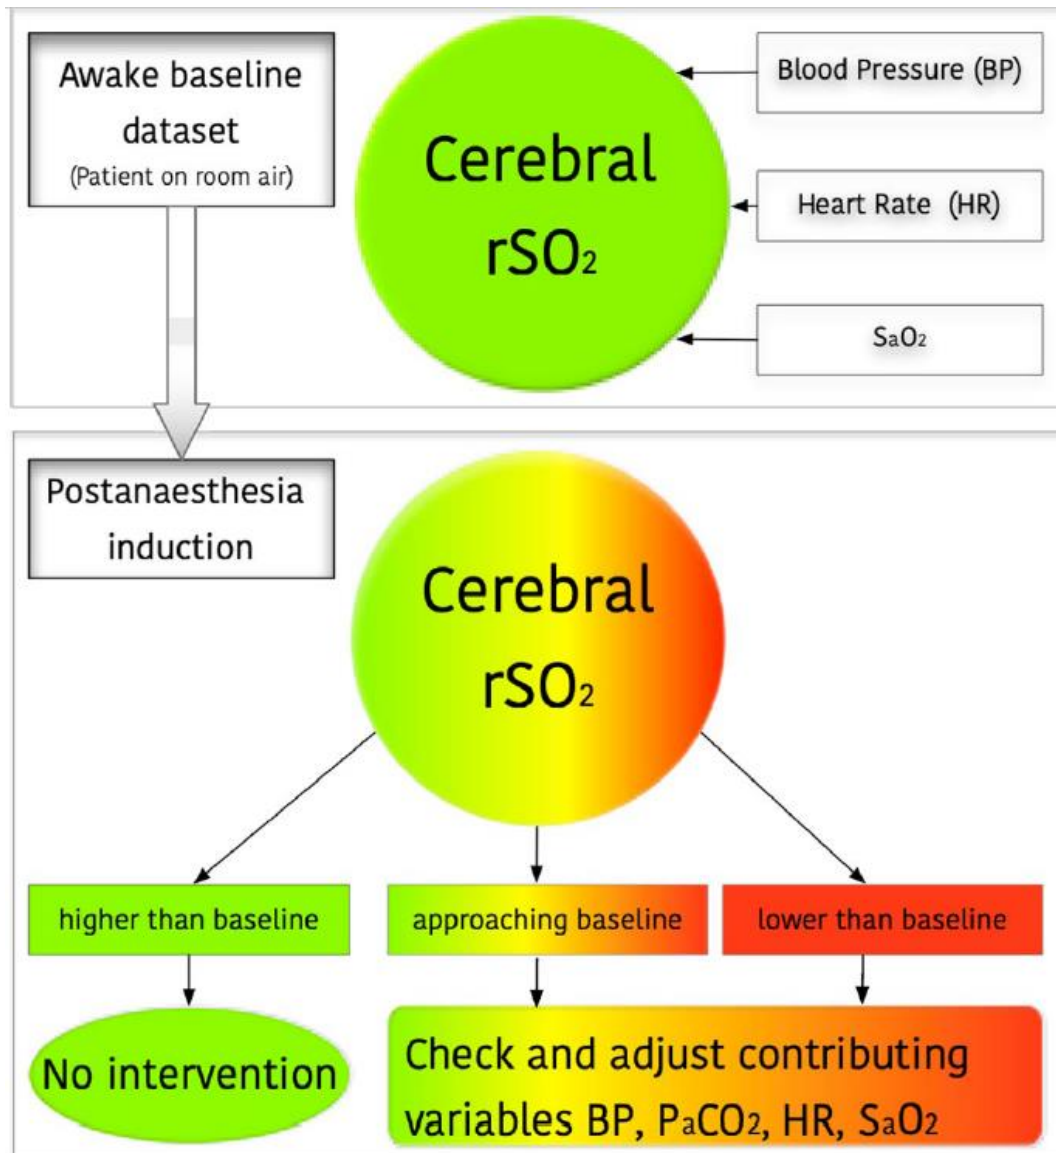 Awake baseline
dataset
(Patient on room air)
Cerebral
rSO₂
Blood Pressure (BP)
Heart Rate (HR)
SaO₂
Postanaesthesia
induction
Cerebral
rSO₂
higher than baseline
approaching baseline
lower than baseline
No intervention
Check and adjust contributing
variables BP, PaCO₂, HR, SaO₂